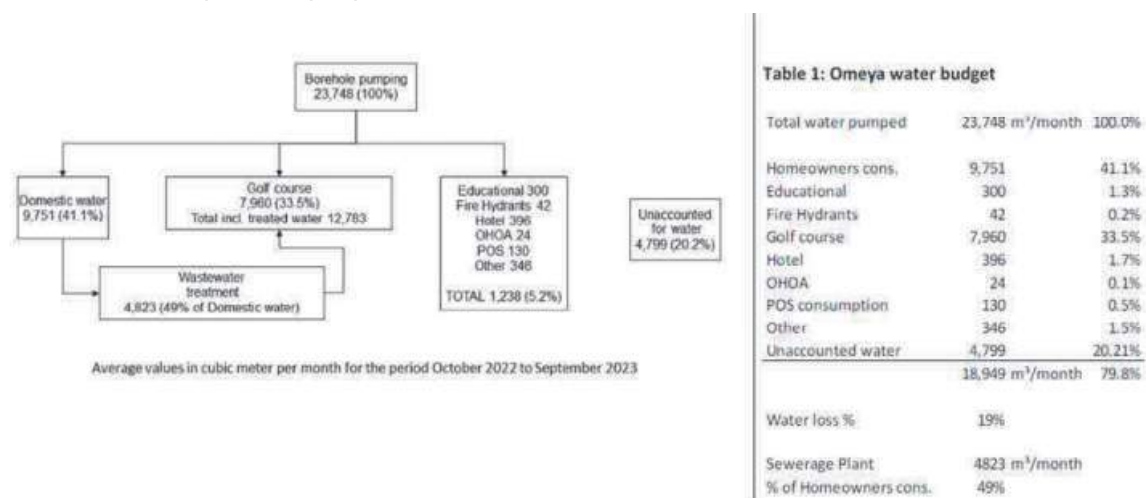 Borehole pumping
23,748 (100%)
Domestic water
9,751 (41.1%)
Golf course
7,960 (33.5%)
Total incl. treated water 12,783
Educational 300
Fire Hydrants 42
Hotel 396
OHOA 24
POS 130
Other 346
TOTAL 1,238 (5.2%)
Unaccounted
for water
4,799 (20.2%)
Wastewater
treatment
4,823 (49% of Domestic water)
Average values in cubic meter per month for the period October 2022 to September 2023
Table 1: Omeya water budget
Total water pumped 23,748 m³/month 100.0%
Homeowners cons. 9,751 41.1%
Educational 300 1.3%
Fire Hydrants 42 0.2%
Golf course 7,960 33.5%
Hotel 396 1.7%
OHOA 24 0.1%
POS consumption 130 0.5%
Other 346 1.5%
Unaccounted water 4,799 20.21%
18,949 m³/month 79.8%
Water loss % 19%
Sewerage Plant 4823 m³/month
% of Homeowners cons. 49%